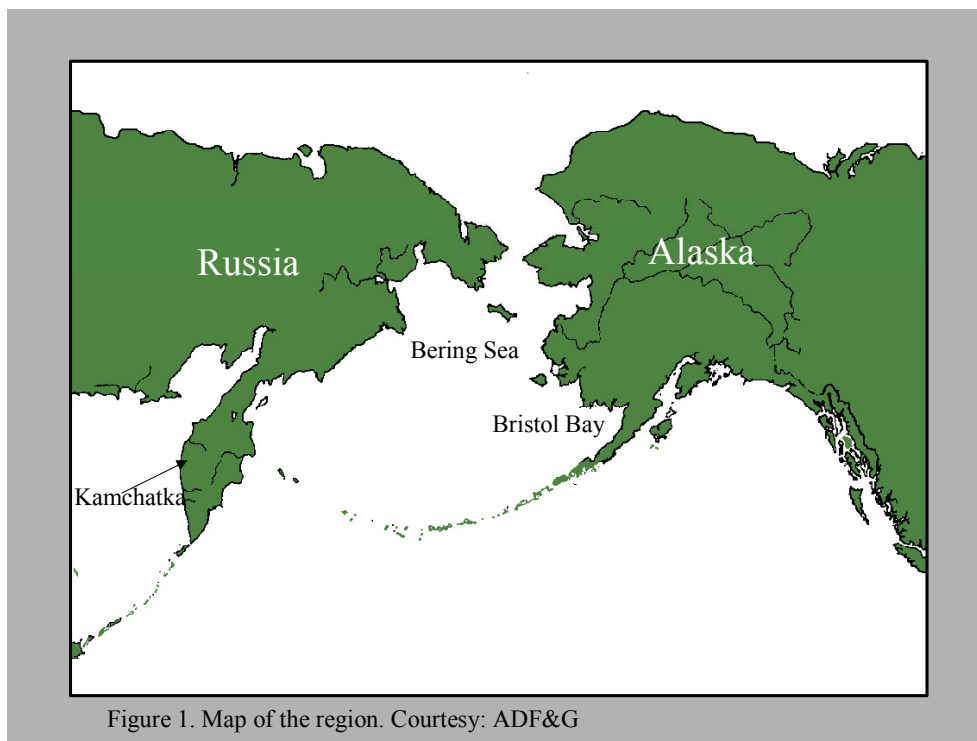 Russia
Alaska
Bering Sea
Bristol Bay
Kamchatka
Figure 1. Map of the region. Courtesy: ADF&G